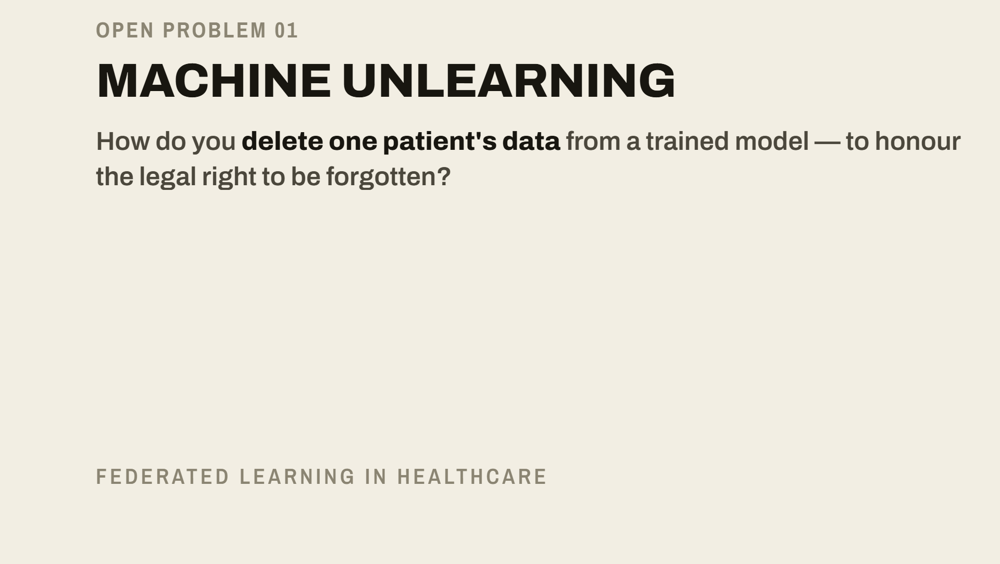 OPEN PROBLEM 01
MACHINE UNLEARNING
How do you delete one patient's data from a trained model — to honour
the legal right to be forgotten?
FEDERATED LEARNING IN HEALTHCARE